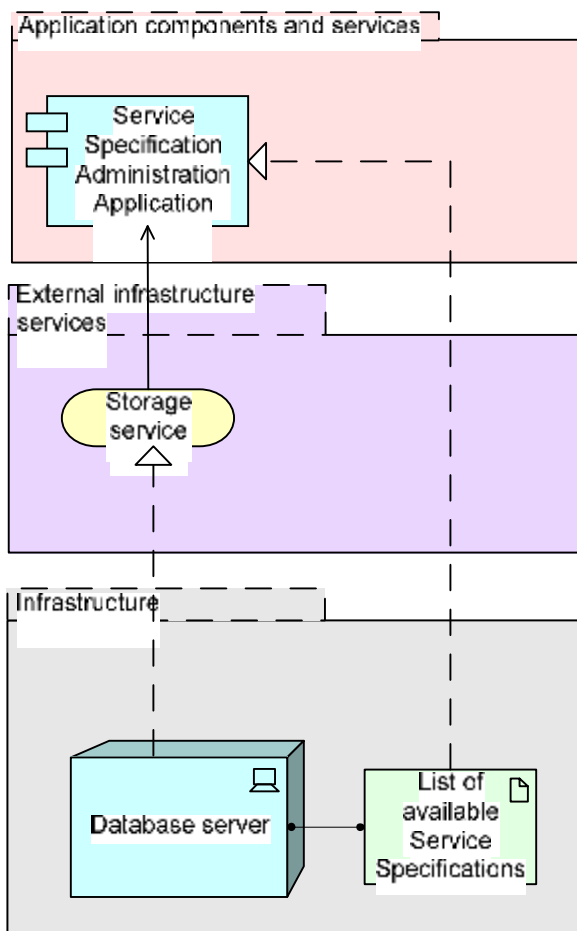 Application components and services
Service
Specification
Administration
Application
External infrastructure
services
Storage
service
Infrastructure
Database server
List of
available
Service
Specifications